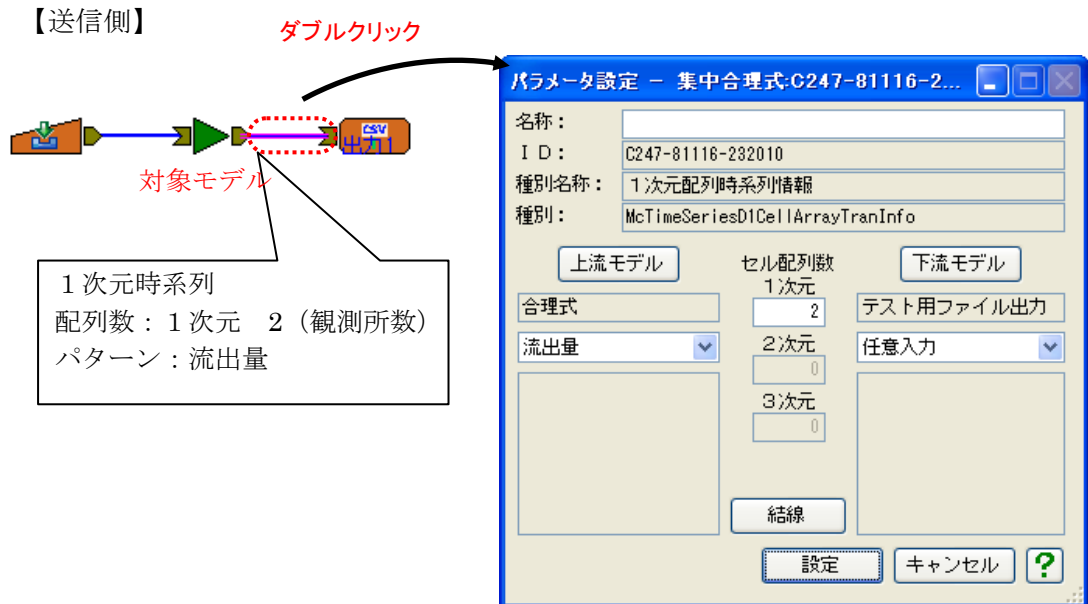 【送信側】
ダブルクリック
CSV
出力1
対象モデル
１次元時系列
配列数：１次元　２（観測所数）
パターン：流出量
パラメータ設定 － 集中合理式:C247-81116-2...
名称：
ＩＤ：
C247-81116-232010
種別名称：
１次元配列時系列情報
種別：
McTimeSeriesD1CellArrayTranInfo
上流モデル
セル配列数
下流モデル
1次元
合理式
2
テスト用ファイル出力
流出量
2次元
任意入力
0
3次元
0
結線
設定
キャンセル
?